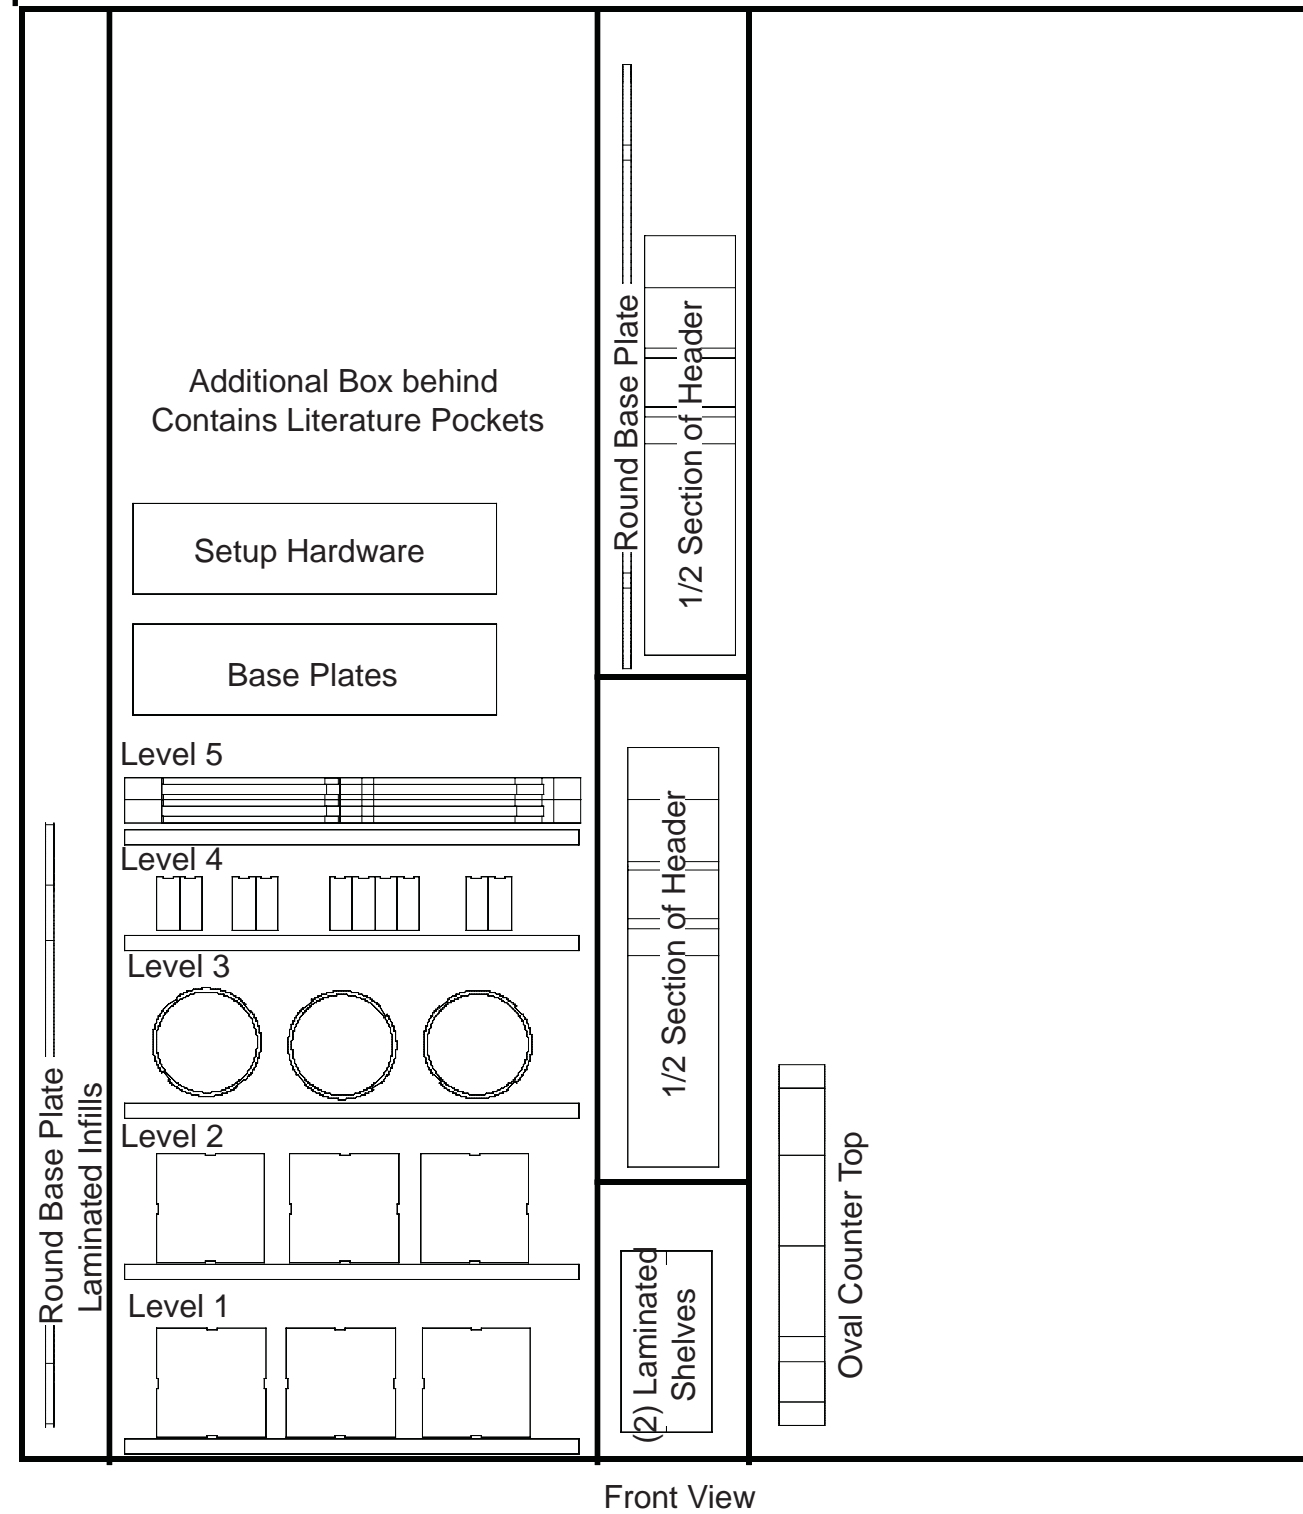 Additional Box behind
Contains Literature Pockets
Setup Hardware
Base Plates
Level 5
Level 4
Level 3
Level 2
Level 1
Round Base Plate
Laminated Infills
Round Base Plate
1/2 Section of Header
1/2 Section of Header
(2) Laminated
Shelves
Oval Counter Top
Front View